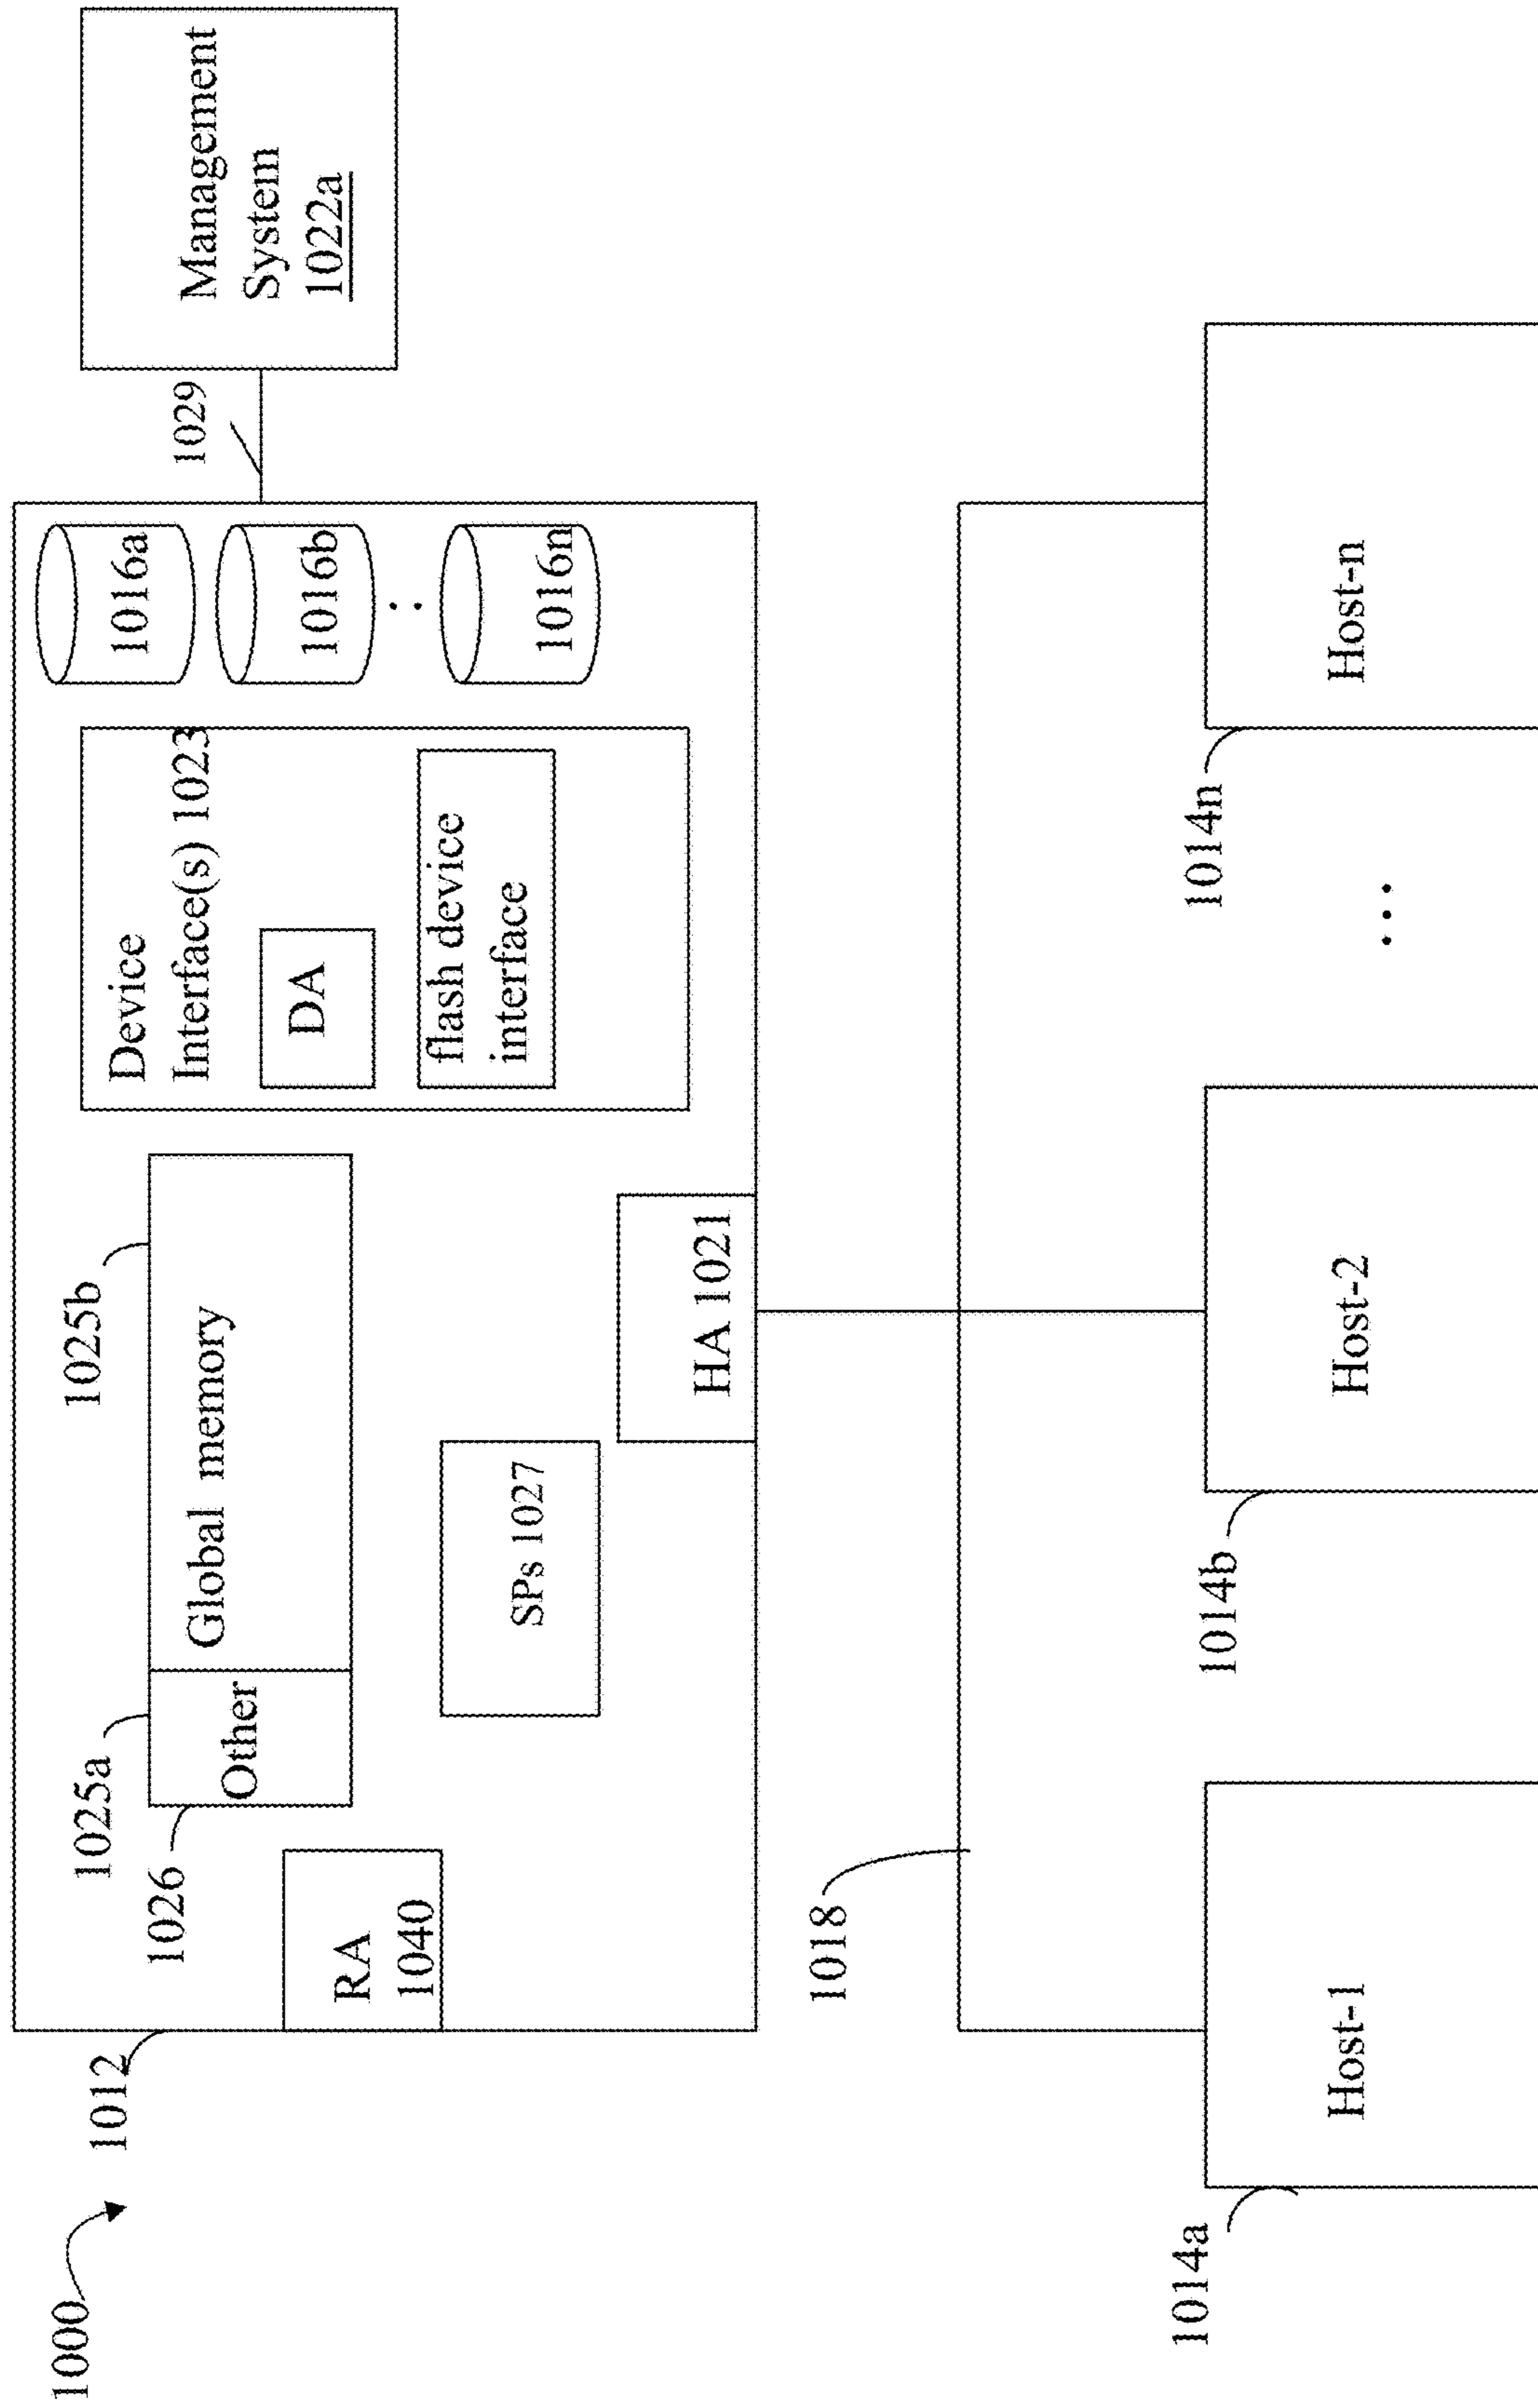 1000
1012
1026
1025a
1025b
Other
Global memory
RA
1040
SPs 1027
HA 1021
Device
Interface(s) 1023
DA
flash device
interface
1016a
1016b
1016n
1029
Management
System
1022a
1018
1014a
Host-1
1014b
Host-2
...
1014n
Host-n